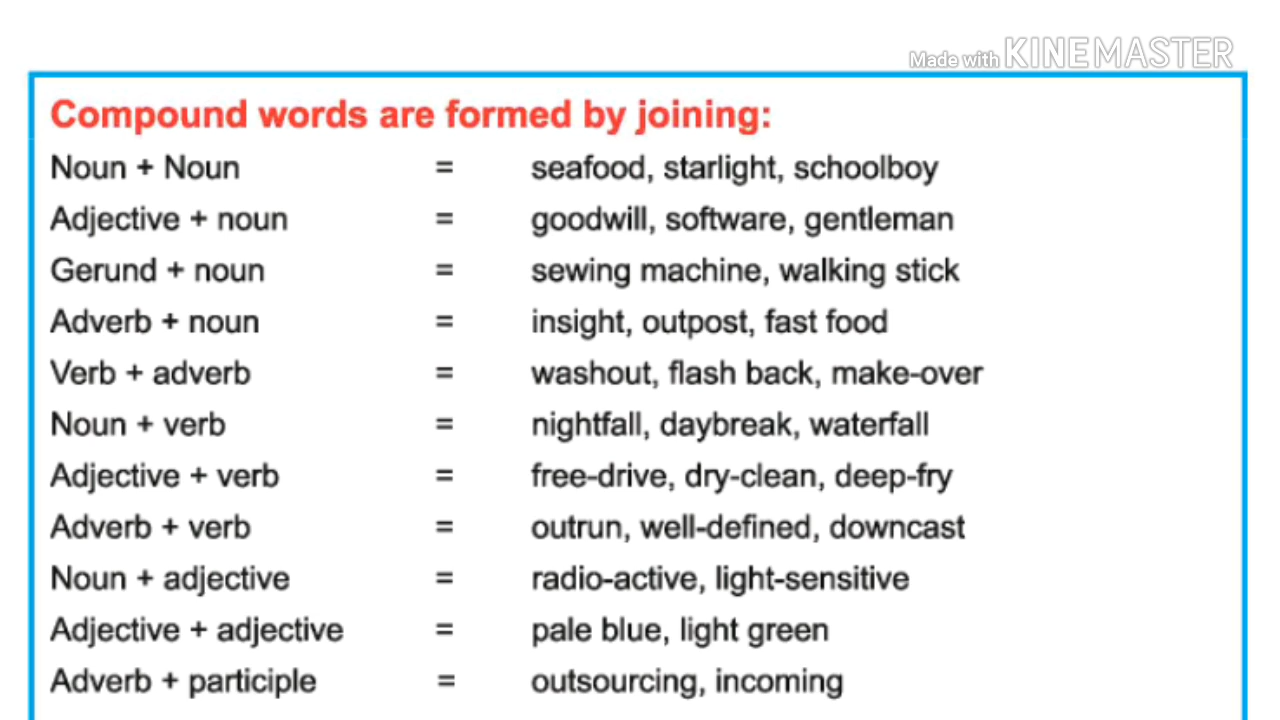 Made with KINEMASTER
Compound words are formed by joining:
Noun + Noun = seafood, starlight, schoolboy
Adjective + noun = goodwill, software, gentleman
Gerund + noun = sewing machine, walking stick
Adverb + noun = insight, outpost, fast food
Verb + adverb = washout, flash back, make-over
Noun + verb = nightfall, daybreak, waterfall
Adjective + verb = free-drive, dry-clean, deep-fry
Adverb + verb = outrun, well-defined, downcast
Noun + adjective = radio-active, light-sensitive
Adjective + adjective = pale blue, light green
Adverb + participle = outsourcing, incoming